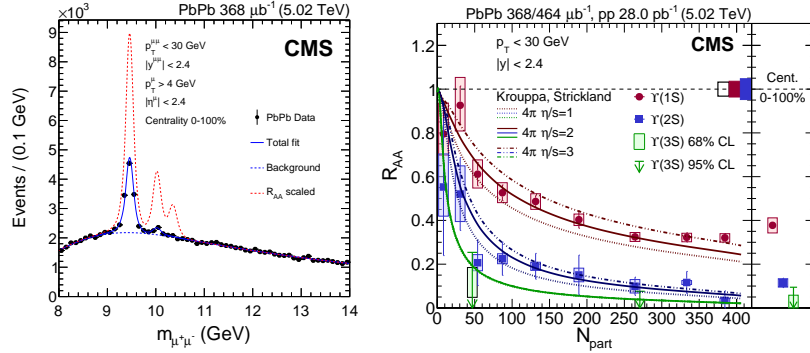 PbPb 368 μb⁻¹ (5.02 TeV)
×10³
CMS
p_T^μμ < 30 GeV
|y^μμ| < 2.4
p_T^μ > 4 GeV
|η^μ| < 2.4
Centrality 0-100%
PbPb Data
Total fit
Background
R_AA scaled
Events / (0.1 GeV)
9
8
7
6
5
4
3
2
1
0
8 9 10 11 12 13 14
m_μ⁺μ⁻ (GeV)
PbPb 368/464 μb⁻¹, pp 28.0 pb⁻¹ (5.02 TeV)
p_T < 30 GeV
|y| < 2.4
CMS
Cent.
0-100%
Krouppa, Strickland
4π η/s=1
4π η/s=2
4π η/s=3
ϒ(1S)
ϒ(2S)
ϒ(3S) 68% CL
ϒ(3S) 95% CL
R_AA
1.2
1
0.8
0.6
0.4
0.2
0
0 50 100 150 200 250 300 350 400
N_part